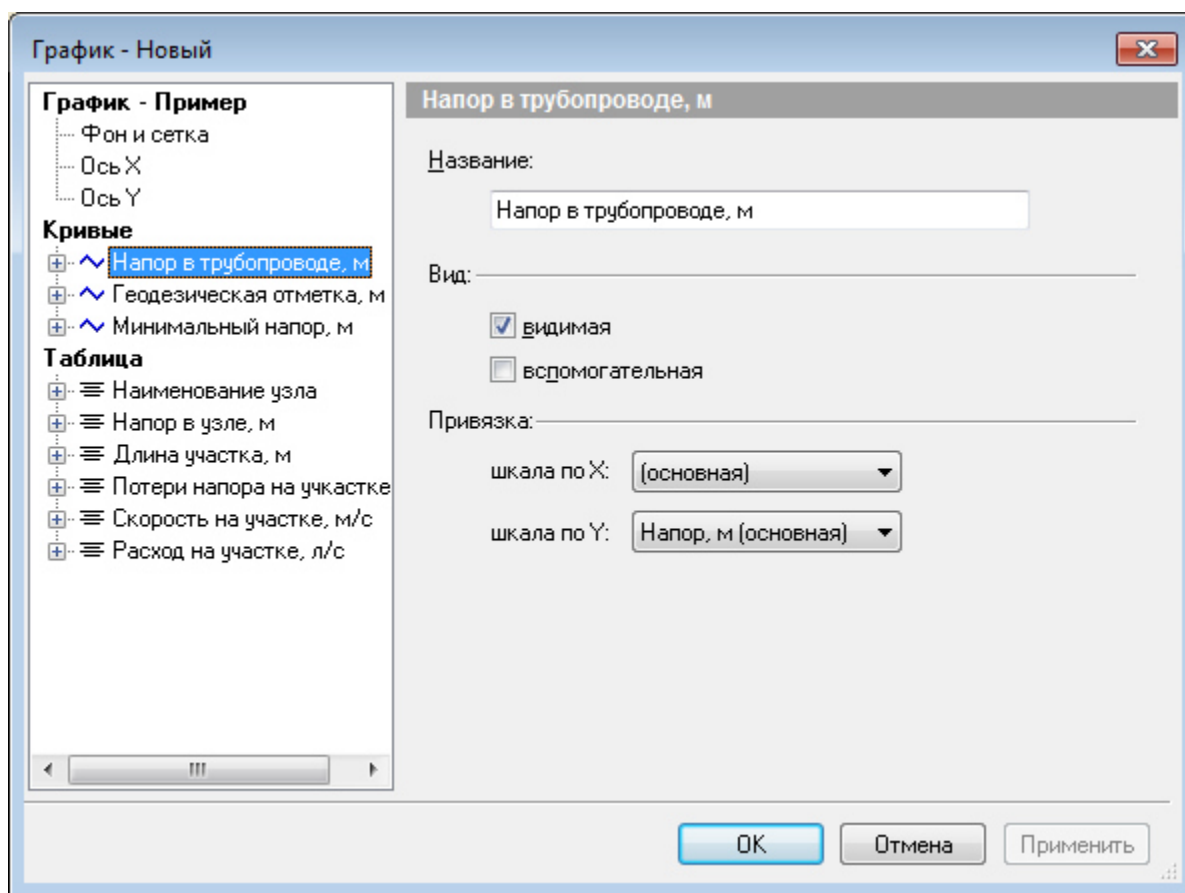 График - Новый
График - Пример
Фон и сетка
Ось X
Ось Y
Кривые
Напор в трубопроводе, м
Геодезическая отметка, м
Минимальный напор, м
Таблица
Наименование узла
Напор в узле, м
Длина участка, м
Потери напора на учкастке
Скорость на участке, м/с
Расход на участке, л/с
Напор в трубопроводе, м
Название:
Напор в трубопроводе, м
Вид:
видимая
вспомогательная
Привязка:
шкала по X: (основная)
шкала по Y: Напор, м (основная)
OK Отмена Применить